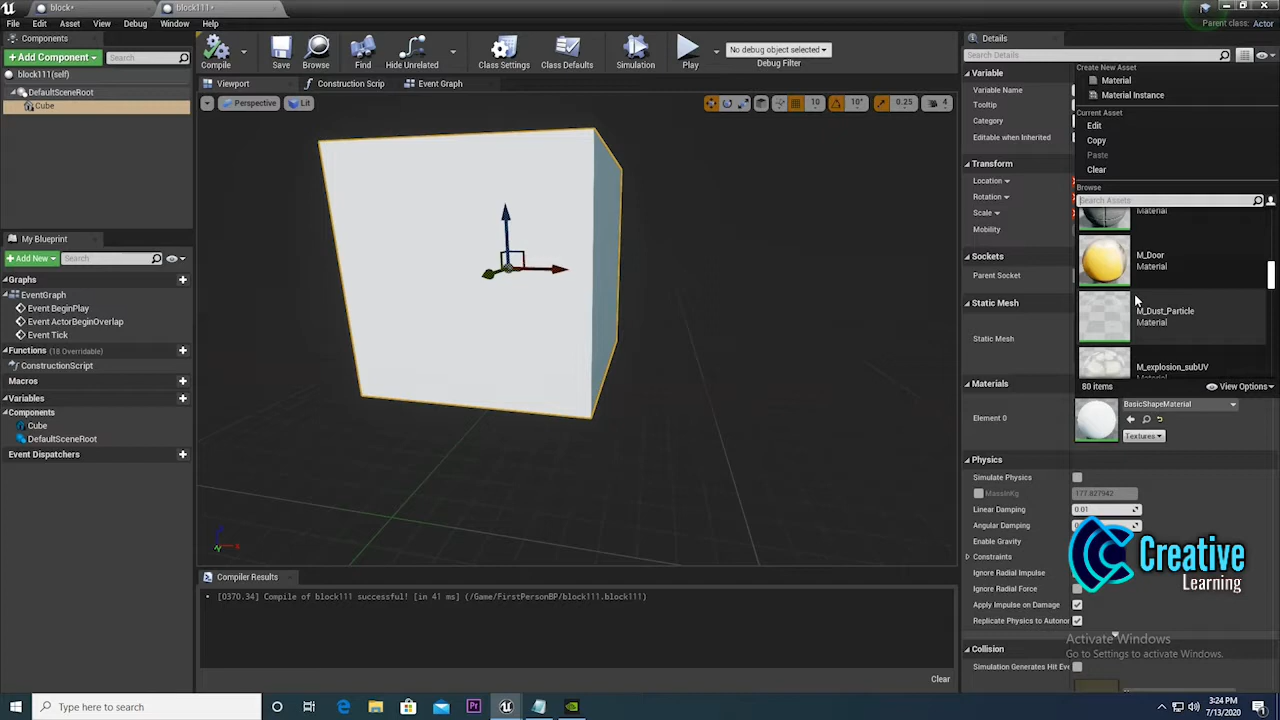 block*
block111*
File Edit Asset View Debug Window Help
Parent class: Actor
Components
+ Add Component
Search
block111(self)
DefaultSceneRoot
Cube
Compile
Save
Browse
Find
Hide Unrelated
Class Settings
Class Defaults
Simulation
Play
No debug object selected
Debug Filter
Viewport
Construction Script
Event Graph
Perspective
Lit
10
10°
0.25
4
My Blueprint
+ Add New
Search
Graphs
EventGraph
Event BeginPlay
Event ActorBeginOverlap
Event Tick
Functions (18 Overridable)
ConstructionScript
Macros
Variables
Components
Cube
DefaultSceneRoot
Event Dispatchers
Compiler Results
[0370.34] Compile of block111 successful! [in 41 ms] (/Game/FirstPersonBP/block111.block111)
Clear
Details
Search Details
Variable
Variable Name
Tooltip
Category
Editable when Inherited
Transform
Location
Rotation
Scale
Mobility
Sockets
Parent Socket
Static Mesh
Static Mesh
Materials
Element 0
Create New Asset
Material
Material Instance
Current Asset
Edit
Copy
Paste
Clear
Browse
Search Assets
Material
M_Door
Material
M_Dust_Particle
Material
M_explosion_subUV
80 items
View Options
BasicShapeMaterial
Textures
Physics
Simulate Physics
MassInKg
177.827942
Linear Damping
0.01
Angular Damping
Enable Gravity
Constraints
Ignore Radial Impulse
Ignore Radial Force
Apply Impulse on Damage
Replicate Physics to Autonor
Collision
Simulation Generates Hit Eve
Creative
Learning
Activate Windows
Go to Settings to activate Windows.
Type here to search
3:24 PM
7/13/2020